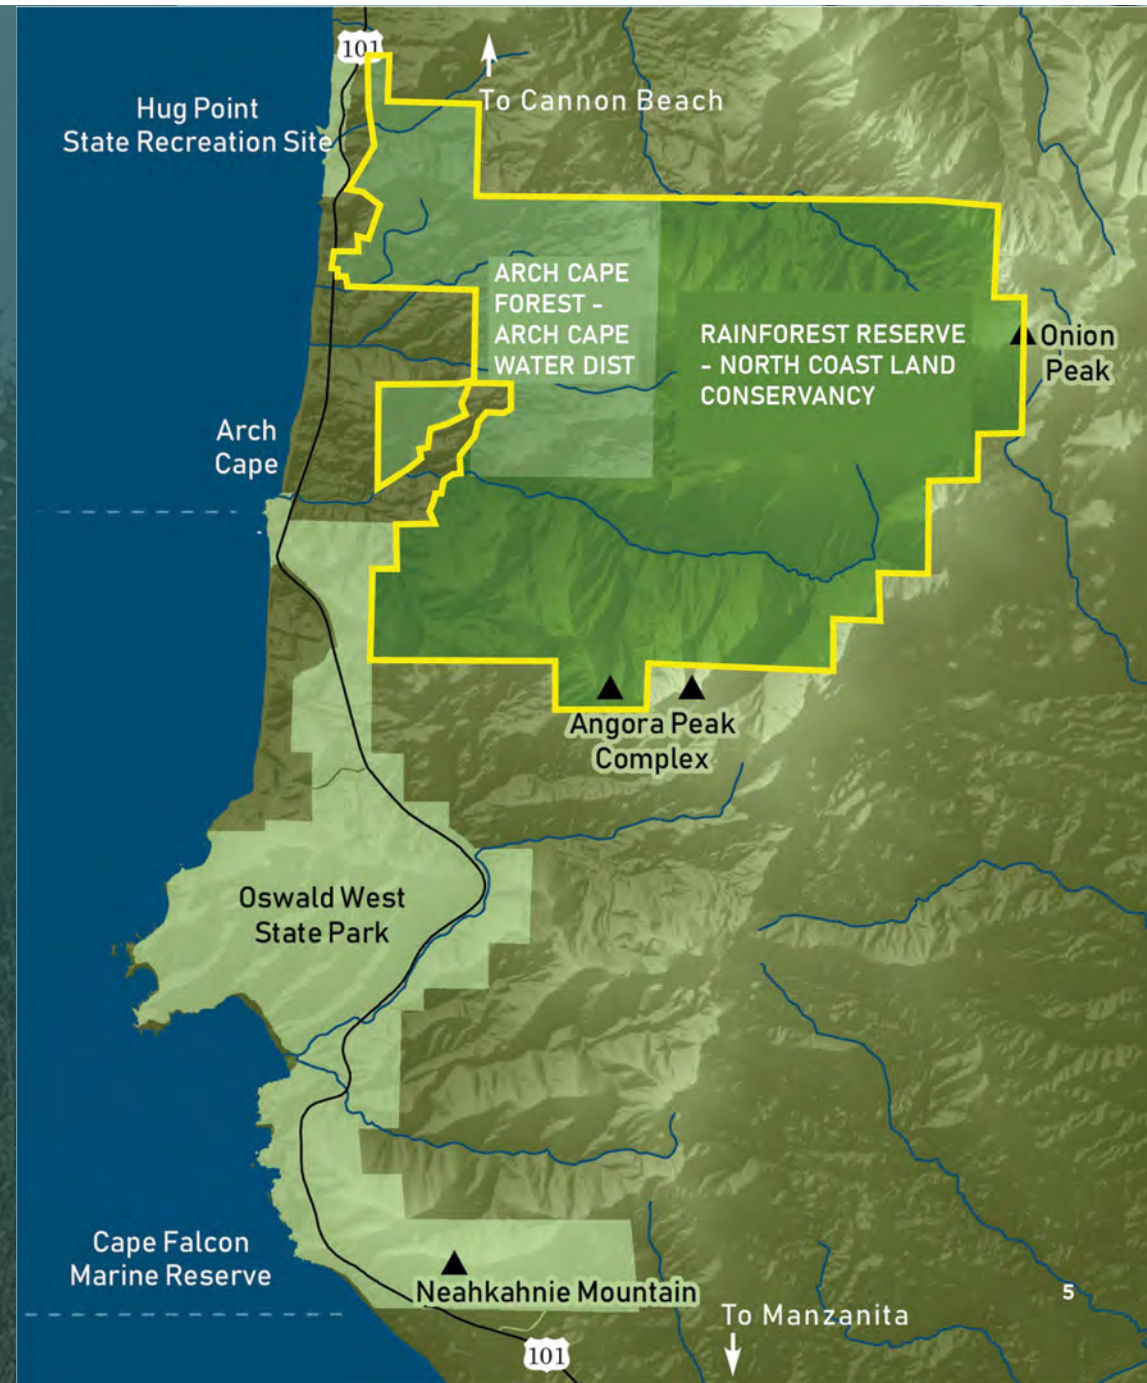 101
To Cannon Beach
Hug Point
State Recreation Site
ARCH CAPE
FOREST -
ARCH CAPE
WATER DIST
RAINFOREST RESERVE
- NORTH COAST LAND
CONSERVANCY
Onion
Peak
Arch
Cape
Angora Peak
Complex
Oswald West
State Park
Cape Falcon
Marine Reserve
Neahkahnie Mountain
5
To Manzanita
101